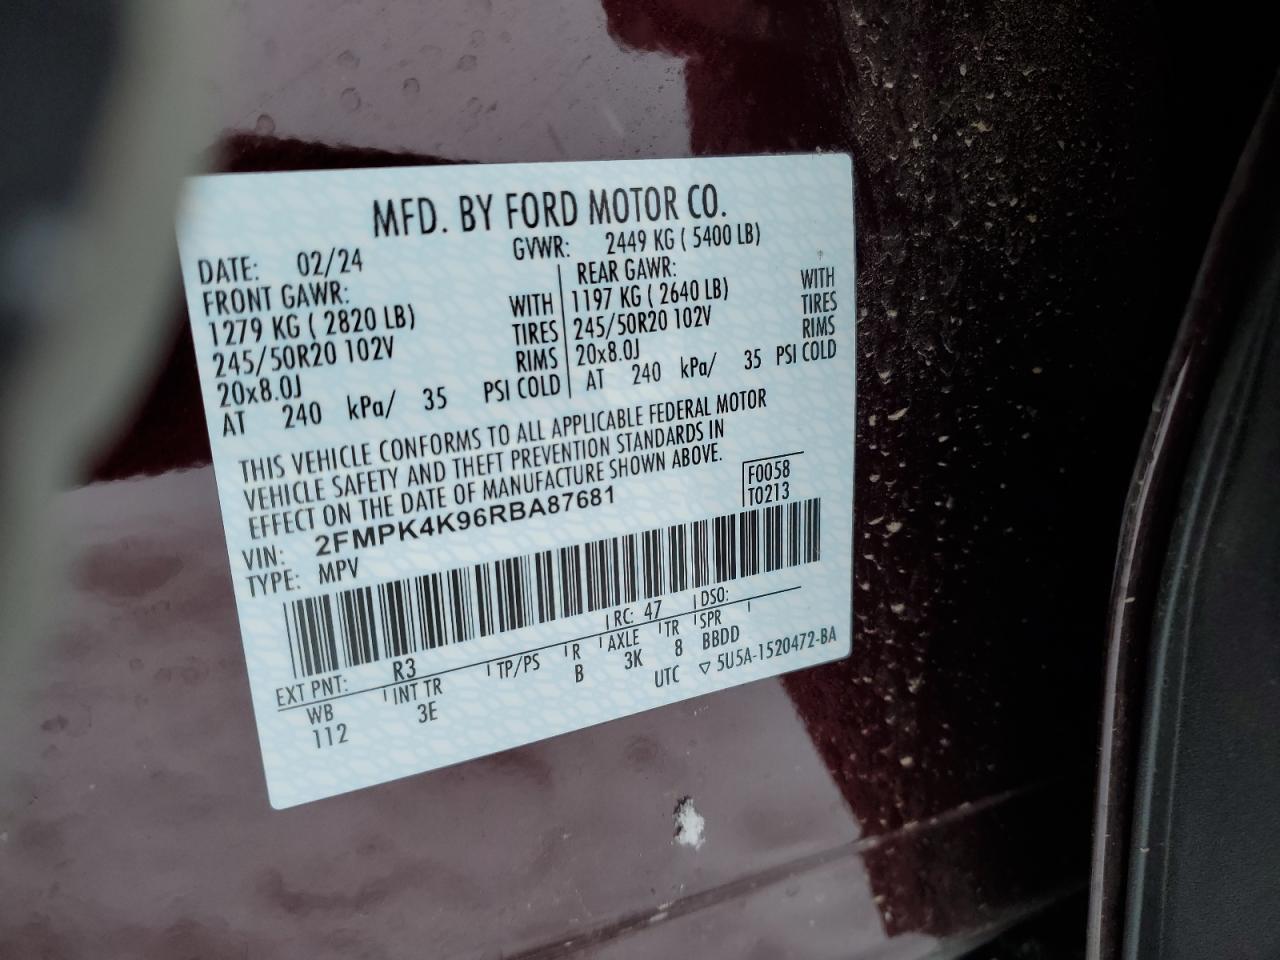 MFD. BY FORD MOTOR CO.
DATE: 02/24 GVWR: 2449 KG ( 5400 LB)
FRONT GAWR: REAR GAWR:
1279 KG ( 2820 LB) WITH 1197 KG ( 2640 LB) WITH
245/50R20 102V TIRES 245/50R20 102V TIRES
20x8.0J RIMS 20x8.0J RIMS
AT 240 kPa/ 35 PSI COLD AT 240 kPa/ 35 PSI COLD
THIS VEHICLE CONFORMS TO ALL APPLICABLE FEDERAL MOTOR
VEHICLE SAFETY AND THEFT PREVENTION STANDARDS IN
EFFECT ON THE DATE OF MANUFACTURE SHOWN ABOVE.
F0058
T0213
VIN: 2FMPK4K96RBA87681
TYPE: MPV
EXT PNT: R3 RC: 47 DSO:
WB INT TR TP/PS R AXLE TR SPR
112 3E B 3K 8 BBDD
UTC ▽ 5U5A-1520472-BA